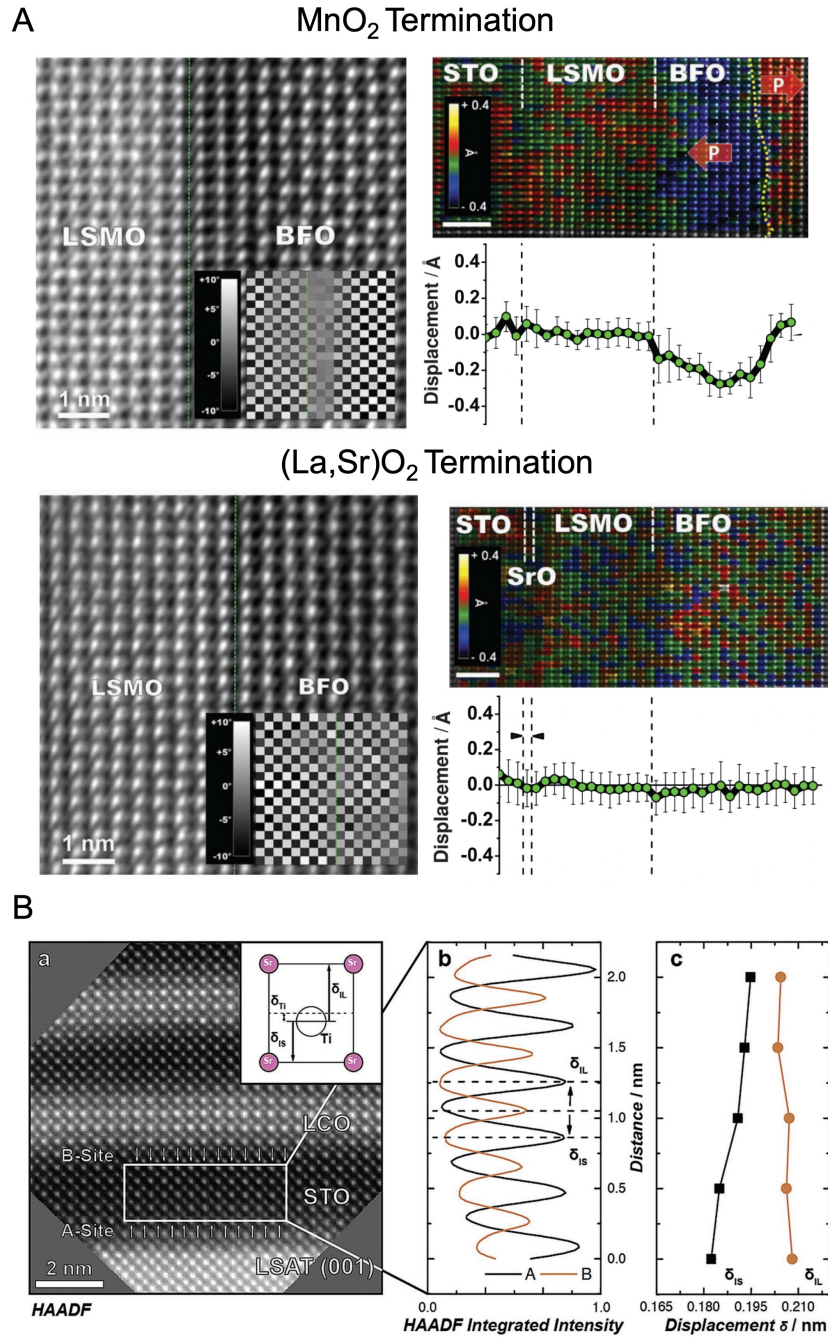 A
MnO₂ Termination
LSMO
BFO
+10°
+5°
0°
-5°
-10°
1 nm
STO
LSMO
BFO
P
+ 0.4
Å
- 0.4
P
Displacement / Å
0.4
0.2
0.0
-0.2
-0.4
(La,Sr)O₂ Termination
LSMO
BFO
+10°
+5°
0°
-5°
-10°
1 nm
STO
LSMO
BFO
SrO
+ 0.4
Å
- 0.4
Displacement / Å
0.4
0.2
0.0
-0.2
-0.4
B
a
Sr
Sr
δTi
δIL
δIS
Ti
Sr
Sr
LCO
B-Site
STO
A-Site
LSAT (001)
2 nm
HAADF
b
δIL
δIS
A
B
0.0
1.0
HAADF Integrated Intensity
c
2.0
1.5
1.0
0.5
0.0
Distance / nm
δIS
δIL
0.165
0.180
0.195
0.210
Displacement δ / nm